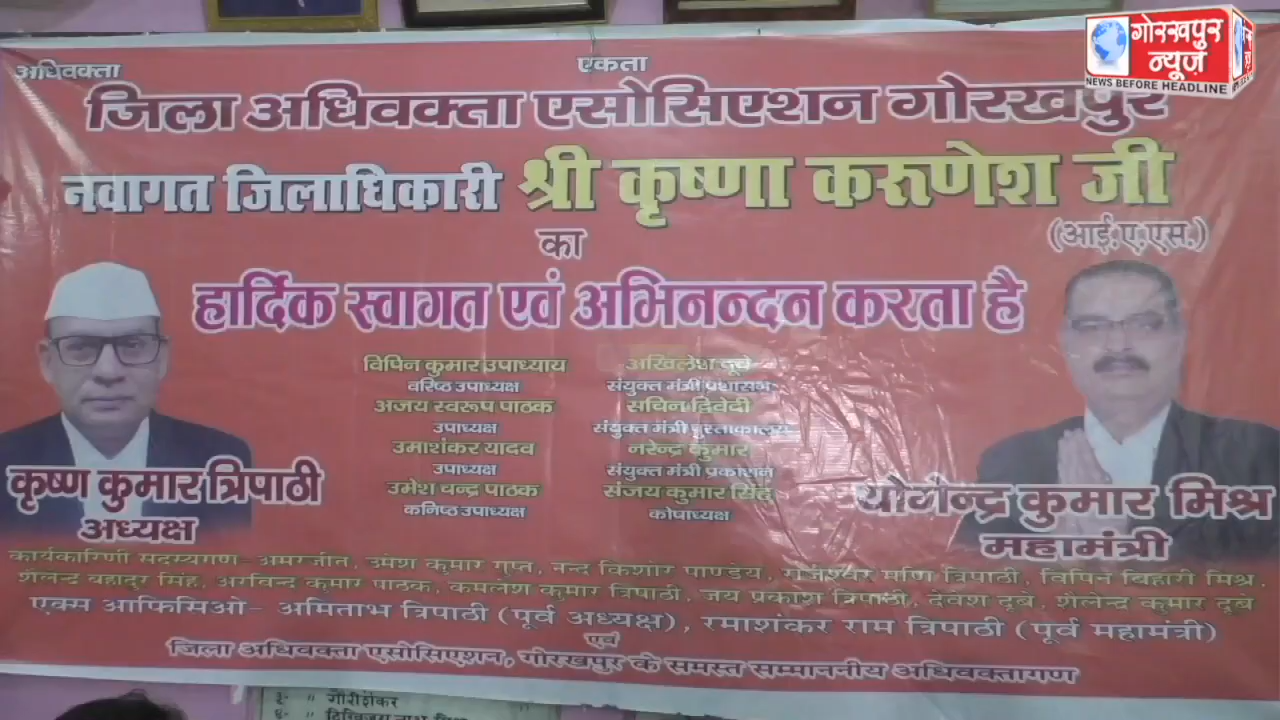 गोरखपुर
न्यूज़
NEWS BEFORE HEADLINE
अधिवक्ता एकता
जिला अधिवक्ता एसोसिएशन गोरखपुर
नवागत जिलाधिकारी श्री कृष्णा करूणेश जी
(आई.ए.एस.)
का
हार्दिक स्वागत एवं अभिनन्दन करता है
विपिन कुमार उपाध्याय
वरिष्ठ उपाध्यक्ष
अजय स्वरूप पाठक
उपाध्यक्ष
उमाशंकर यादव
उपाध्यक्ष
उमेश चन्द्र पाठक
कनिष्ठ उपाध्यक्ष
अखिलेश दूबे
संयुक्त मंत्री प्रशासन
सचिन द्विवेदी
संयुक्त मंत्री पुस्तकालय
नरेन्द्र कुमार
संयुक्त मंत्री प्रकाशन
संजय कुमार सिंह
कोषाध्यक्ष
कृष्ण कुमार त्रिपाठी
अध्यक्ष
योगेन्द्र कुमार मिश्र
महामंत्री
कार्यकारिणी सदस्यगण- अमरजीत, उमेश कुमार गुप्त, नन्द किशोर पाण्डेय, मणि त्रिपाठी, विपिन बिहारी मिश्र,
शैलेन्द्र बहादुर सिंह, अरविन्द कुमार पाठक, कमलेश कुमार त्रिपाठी, जय प्रकाश त्रिपाठी, देवेश दूबे, शैलेन्द्र कुमार दूबे
एक्स आफिसिओ- अमिताभ त्रिपाठी (पूर्व अध्यक्ष), रमाशंकर राम त्रिपाठी (पूर्व महामंत्री)
एवं
जिला अधिवक्ता एसोसिएशन, गोरखपुर के समस्त सम्माननीय अधिवक्तागण
३- " गौरीशंकर